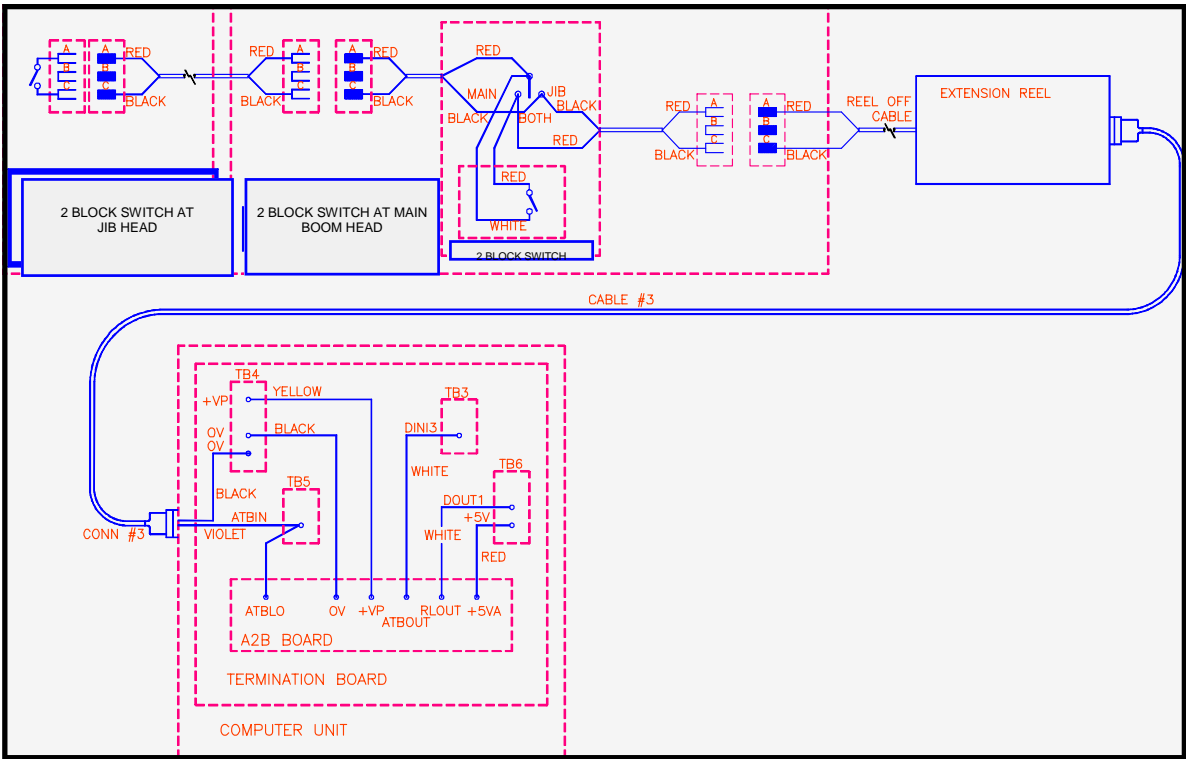 A
B
C
A
B
C
RED
BLACK
RED
BLACK
A
B
C
A
B
C
RED
BLACK
RED
MAIN
JIB
BLACK
BLACK
BOTH
RED
RED
WHITE
2 BLOCK SWITCH
RED
BLACK
A
B
C
A
B
C
RED
BLACK
REEL OFF
CABLE
EXTENSION REEL
2 BLOCK SWITCH AT
JIB HEAD
2 BLOCK SWITCH AT MAIN
BOOM HEAD
CABLE #3
TB4
+VP
YELLOW
0V
BLACK
0V
BLACK
TB5
ATBIN
VIOLET
CONN #3
TB3
DINI3
WHITE
TB6
DOUT1
+5V
WHITE
RED
ATBLO
0V
+VP
ATBOUT
RLOUT
+5VA
A2B BOARD
TERMINATION BOARD
COMPUTER UNIT